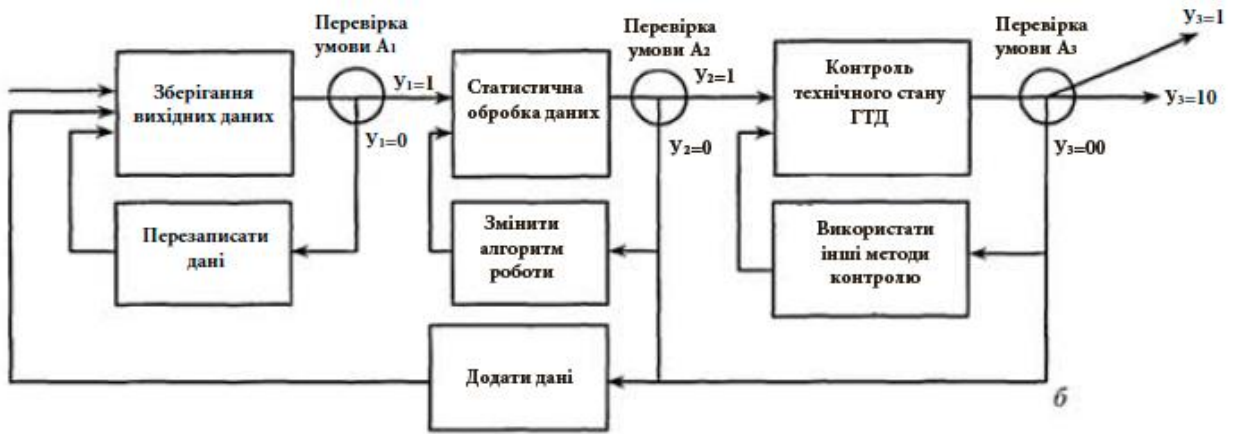 Перевірка
умови А₁
Перевірка
умови А₂
Перевірка
умови А₃
У₃=1
Зберігання
вихідних даних
У₁=1
Статистична
обробка даних
У₂=1
Контроль
технічного стану
ГТД
У₃=10
У₁=0
У₂=0
У₃=00
Перезаписати
дані
Змінити
алгоритм
роботи
Використати
інші методи
контролю
Додати дані
б